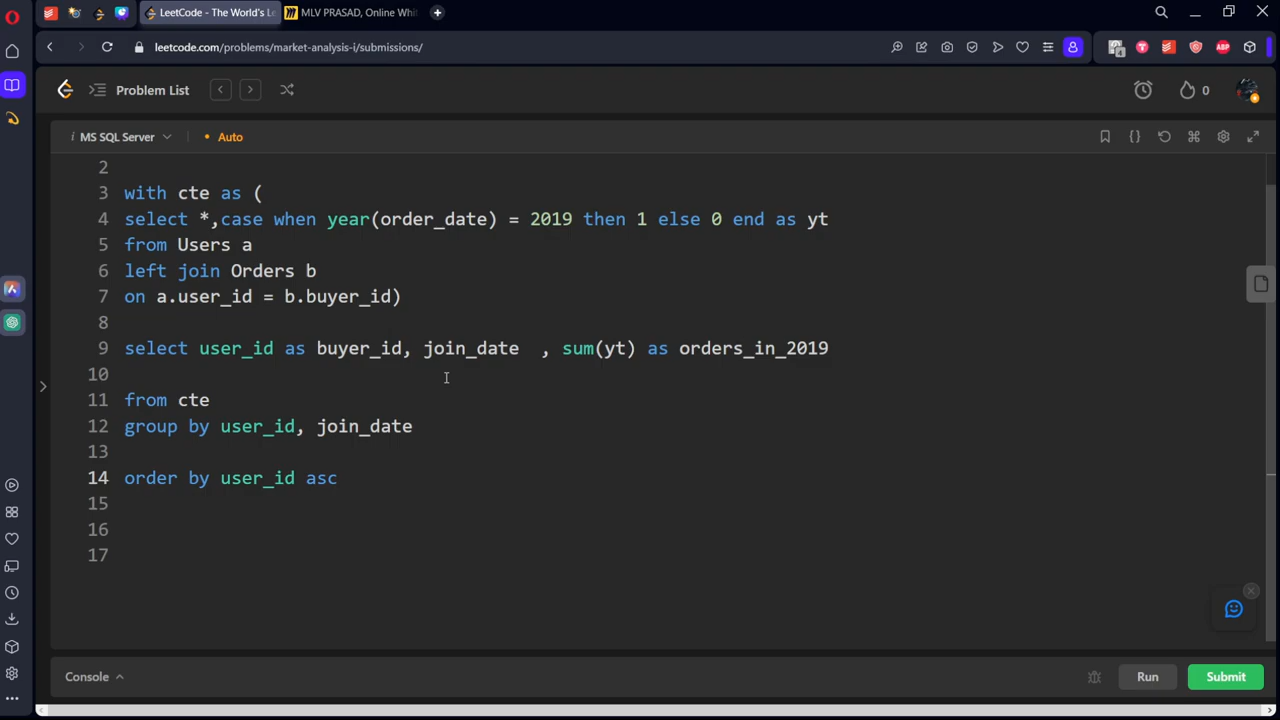 LeetCode - The World's Le
MLV PRASAD, Online Whit
leetcode.com/problems/market-analysis-i/submissions/
4
Problem List
0
i MS SQL Server
• Auto
2
3 with cte as (
4 select *,case when year(order_date) = 2019 then 1 else 0 end as yt
5 from Users a
6 left join Orders b
7 on a.user_id = b.buyer_id)
8
9 select user_id as buyer_id, join_date  , sum(yt) as orders_in_2019
10
11 from cte
12 group by user_id, join_date
13
14 order by user_id asc
15
16
17
Console
Run
Submit